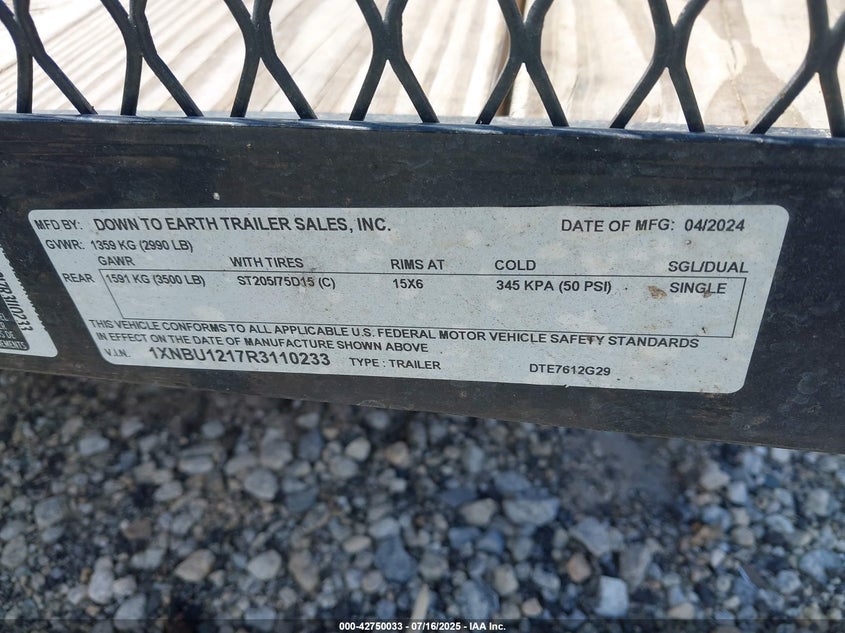 MFD BY: DOWN TO EARTH TRAILER SALES, INC. DATE OF MFG: 04/2024
GVWR: 1359 KG (2990 LB)
GAWR WITH TIRES RIMS AT COLD SGL/DUAL
REAR 1591 KG (3500 LB) ST205/75D15 (C) 15X6 345 KPA (50 PSI) SINGLE
THIS VEHICLE CONFORMS TO ALL APPLICABLE U.S. FEDERAL MOTOR VEHICLE SAFETY STANDARDS
IN EFFECT ON THE DATE OF MANUFACTURE SHOWN ABOVE
V.I.N. 1XNBU1217R3110233 TYPE : TRAILER DTE7612G29
000-42750033 - 07/16/2025 - IAA Inc.